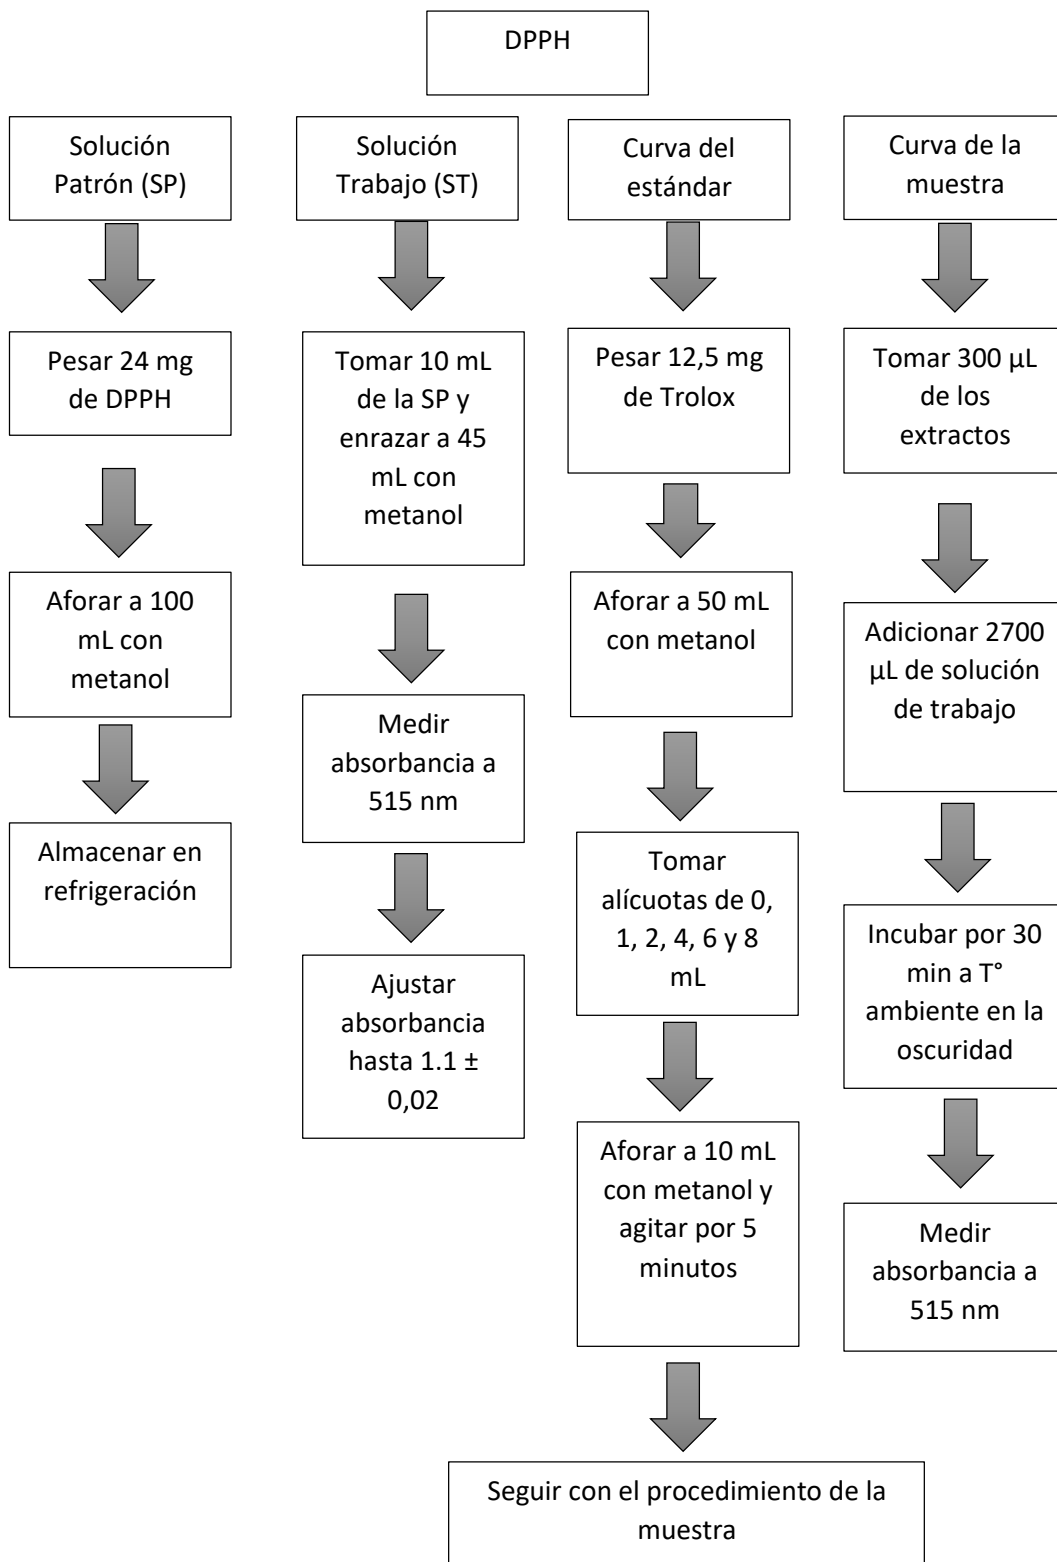 DPPH
Solución
Patrón (SP)
Pesar 24 mg
de DPPH
Aforar a 100
mL con
metanol
Almacenar en
refrigeración
Solución
Trabajo (ST)
Tomar 10 mL
de la SP y
enrazar a 45
mL con
metanol
Medir
absorbancia a
515 nm
Ajustar
absorbancia
hasta 1.1 ±
0,02
Curva del
estándar
Pesar 12,5 mg
de Trolox
Aforar a 50 mL
con metanol
Tomar
alícuotas de 0,
1, 2, 4, 6 y 8
mL
Aforar a 10 mL
con metanol y
agitar por 5
minutos
Curva de la
muestra
Tomar 300 µL
de los
extractos
Adicionar 2700
µL de solución
de trabajo
Incubar por 30
min a T°
ambiente en la
oscuridad
Medir
absorbancia a
515 nm
Seguir con el procedimiento de la
muestra